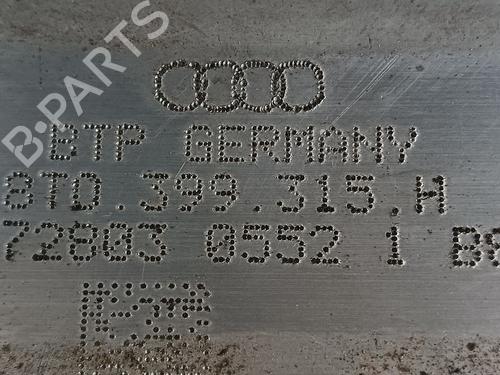 B-PARTS
BTP GERMANY
8T0.399.315.H
72803 0552 1